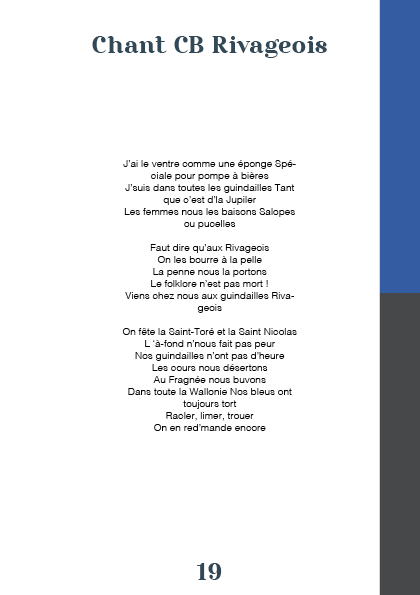 Chant CB Rivageois
J'ai le ventre comme une éponge Spé-
ciale pour pompe à bières
J'suis dans toutes les guindailles Tant
que c'est d'la Jupiler
Les femmes nous les baisons Salopes
ou pucelles
Faut dire qu'aux Rivageois
On les bourre à la pelle
La penne nous la portons
Le folklore n'est pas mort !
Viens chez nous aux guindailles Riva-
geois
On fête la Saint-Toré et la Saint Nicolas
L 'à-fond n'nous fait pas peur
Nos guindailles n'ont pas d'heure
Les cours nous désertons
Au Fragnée nous buvons
Dans toute la Wallonie Nos bleus ont
toujours tort
Racler, limer, trouer
On en red'mande encore
19